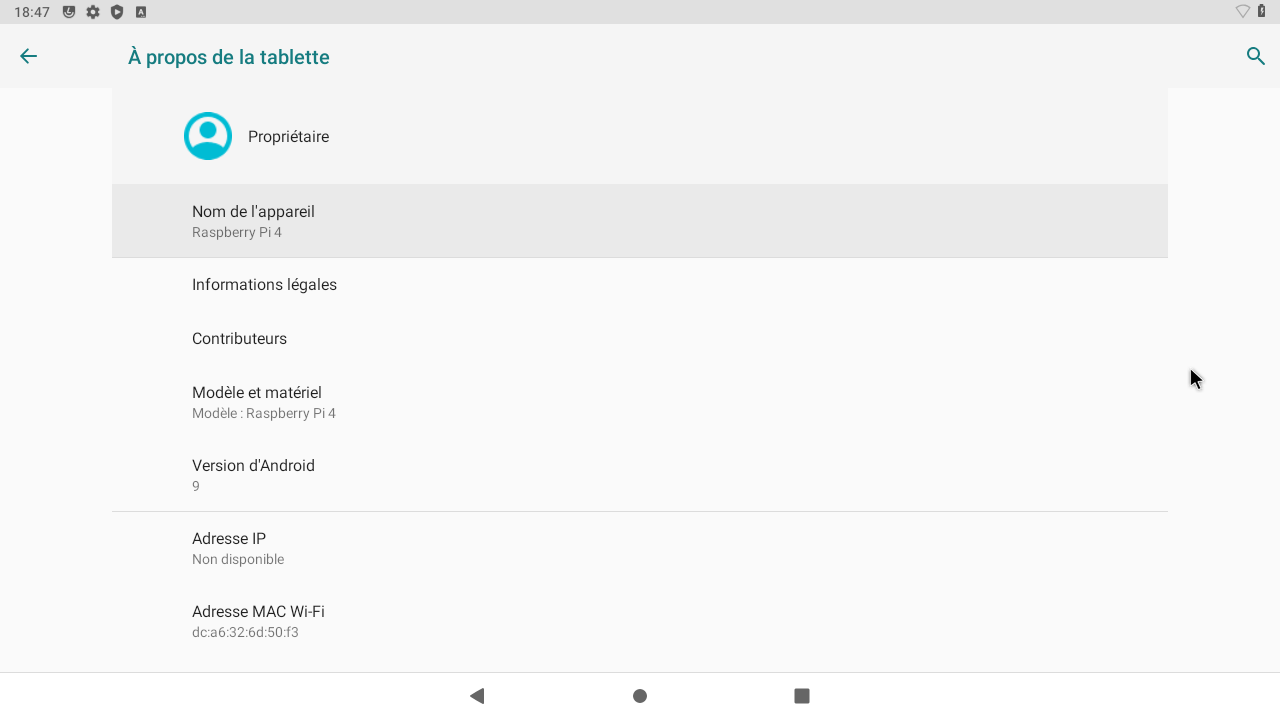 18:47
À propos de la tablette
Propriétaire
Nom de l'appareil
Raspberry Pi 4
Informations légales
Contributeurs
Modèle et matériel
Modèle : Raspberry Pi 4
Version d'Android
9
Adresse IP
Non disponible
Adresse MAC Wi-Fi
dc:a6:32:6d:50:f3